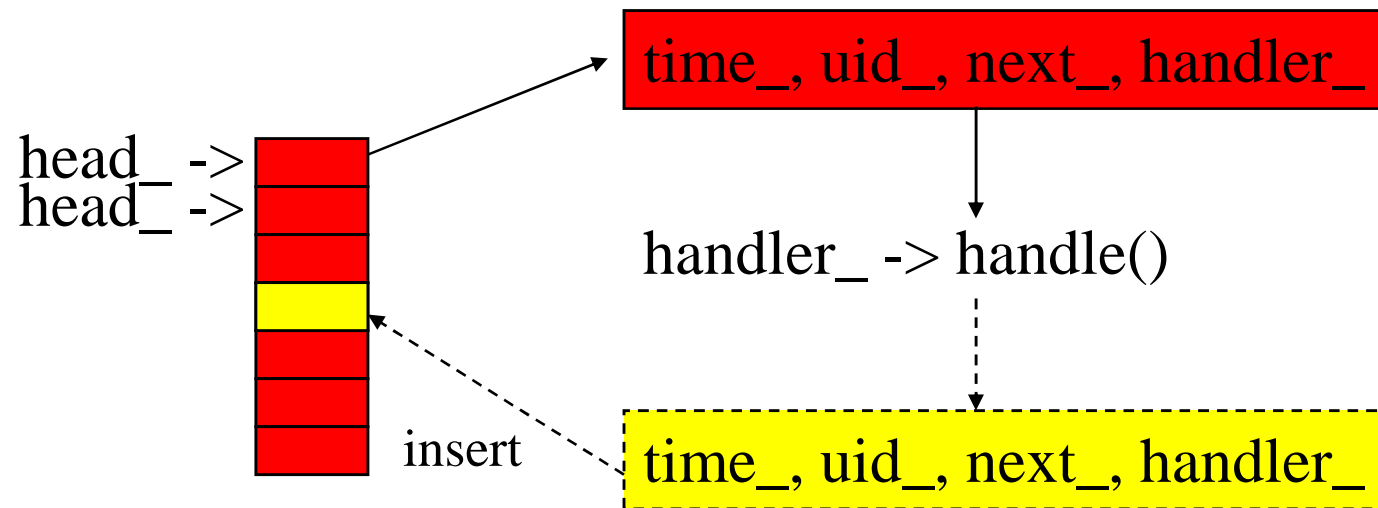 time_, uid_, next_, handler_
head_ ->
head_ ->
handler_ -> handle()
insert
time_, uid_, next_, handler_